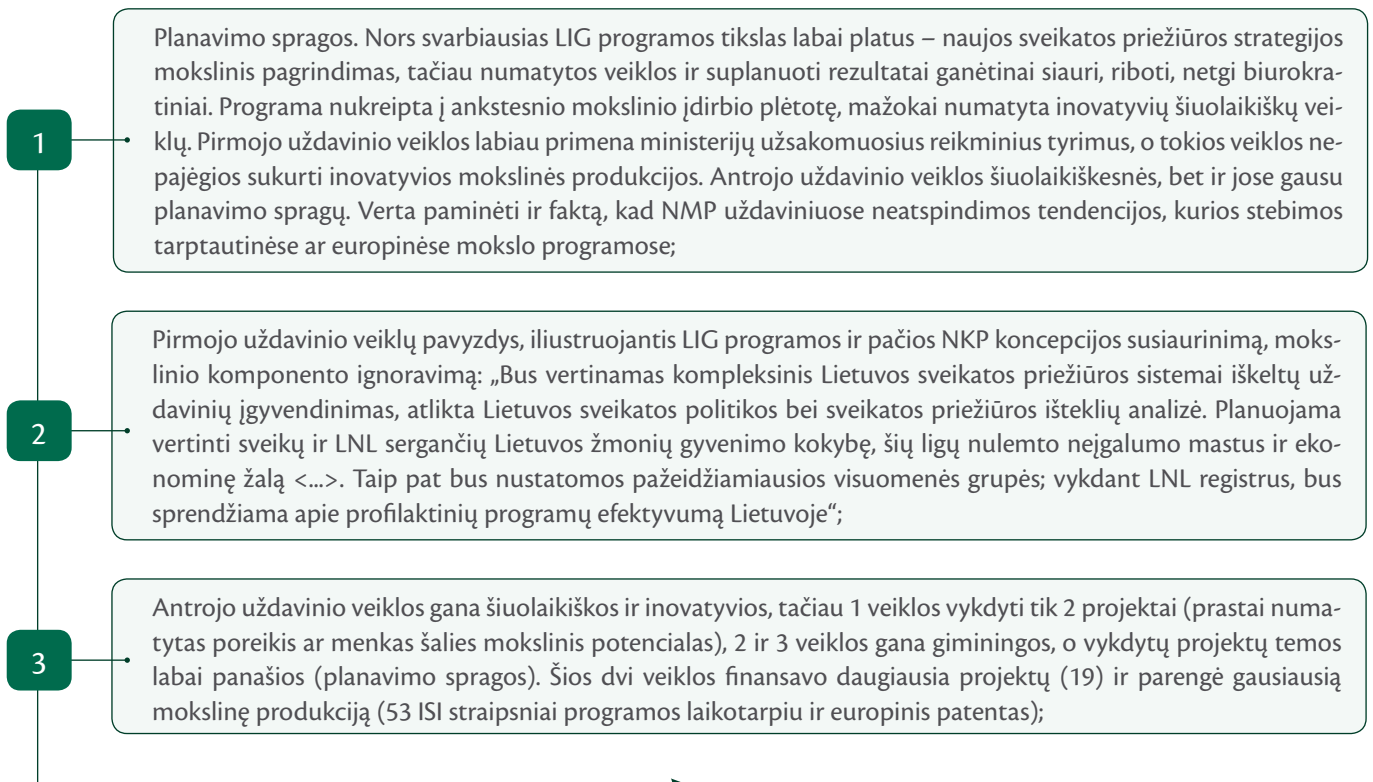 1
Planavimo spragos. Nors svarbiausias LIG programos tikslas labai platus – naujos sveikatos priežiūros strategijos
mokslinis pagrindimas, tačiau numatytos veiklos ir suplanuoti rezultatai ganėtinai siauri, riboti, netgi biurokra-
tiniai. Programa nukreipta į ankstesnio mokslinio įdirbio plėtotę, mažokai numatyta inovatyvių šiuolaikiškų vei-
klų. Pirmojo uždavinio veiklos labiau primena ministerijų užsakomuosius reikminius tyrimus, o tokios veiklos ne-
pajėgios sukurti inovatyvios mokslinės produkcijos. Antrojo uždavinio veiklos šiuolaikiškesnės, bet ir jose gausu
planavimo spragų. Verta paminėti ir faktą, kad NMP uždaviniuose neatspindimos tendencijos, kurios stebimos
tarptautinėse ar europinėse mokslo programose;
2
Pirmojo uždavinio veiklų pavyzdys, iliustruojantis LIG programos ir pačios NKP koncepcijos susiaurinimą, moks-
linio komponento ignoravimą: „Bus vertinamas kompleksinis Lietuvos sveikatos priežiūros sistemai iškeltų už-
davinių įgyvendinimas, atlikta Lietuvos sveikatos politikos bei sveikatos priežiūros išteklių analizė. Planuojama
vertinti sveikų ir LNL sergančių Lietuvos žmonių gyvenimo kokybę, šių ligų nulemto neįgalumo mastus ir eko-
nominę žalą <...>. Taip pat bus nustatomos pažeidžiamiausios visuomenės grupės; vykdant LNL registrus, bus
sprendžiama apie profilaktinių programų efektyvumą Lietuvoje“;
3
Antrojo uždavinio veiklos gana šiuolaikiškos ir inovatyvios, tačiau 1 veiklos vykdyti tik 2 projektai (prastai numa-
tytas poreikis ar menkas šalies mokslinis potencialas), 2 ir 3 veiklos gana giminingos, o vykdytų projektų temos
labai panašios (planavimo spragos). Šios dvi veiklos finansavo daugiausia projektų (19) ir parengė gausiausią
mokslinę produkciją (53 ISI straipsniai programos laikotarpiu ir europinis patentas);